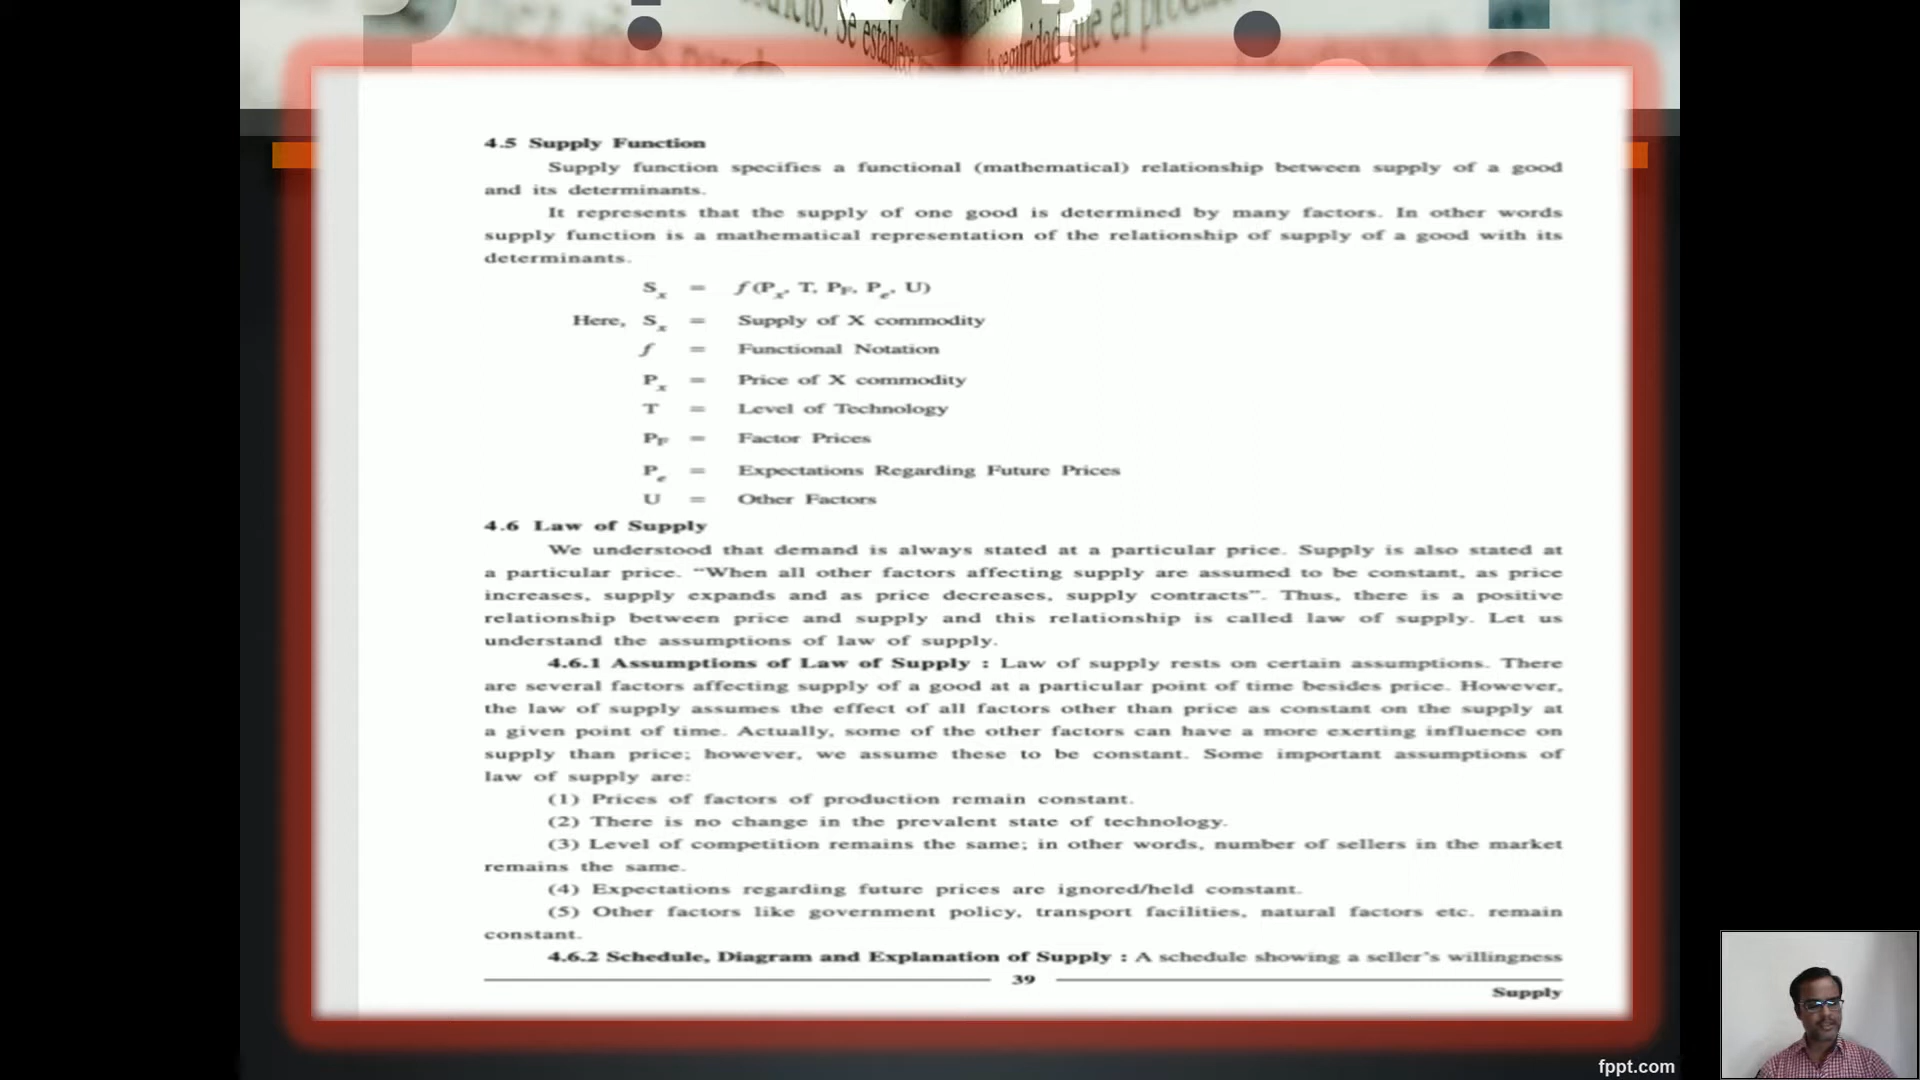 Se establece
seguridad que el
4.5 Supply Function
Supply function specifies a functional (mathematical) relationship between supply of a good
and its determinants.
It represents that the supply of one good is determined by many factors. In other words
supply function is a mathematical representation of the relationship of supply of a good with its
determinants.
Sx = f(Px, T, PF, Pe, U)
Here, Sx = Supply of X commodity
f = Functional Notation
Px = Price of X commodity
T = Level of Technology
PF = Factor Prices
Pe = Expectations Regarding Future Prices
U = Other Factors
4.6 Law of Supply
We understood that demand is always stated at a particular price. Supply is also stated at
a particular price. "When all other factors affecting supply are assumed to be constant, as price
increases, supply expands and as price decreases, supply contracts". Thus, there is a positive
relationship between price and supply and this relationship is called law of supply. Let us
understand the assumptions of law of supply.
4.6.1 Assumptions of Law of Supply : Law of supply rests on certain assumptions. There
are several factors affecting supply of a good at a particular point of time besides price. However,
the law of supply assumes the effect of all factors other than price as constant on the supply at
a given point of time. Actually, some of the other factors can have a more exerting influence on
supply than price; however, we assume these to be constant. Some important assumptions of
law of supply are:
(1) Prices of factors of production remain constant.
(2) There is no change in the prevalent state of technology.
(3) Level of competition remains the same; in other words, number of sellers in the market
remains the same.
(4) Expectations regarding future prices are ignored/held constant.
(5) Other factors like government policy, transport facilities, natural factors etc. remain
constant.
4.6.2 Schedule, Diagram and Explanation of Supply : A schedule showing a seller's willingness
39
Supply
fppt.com